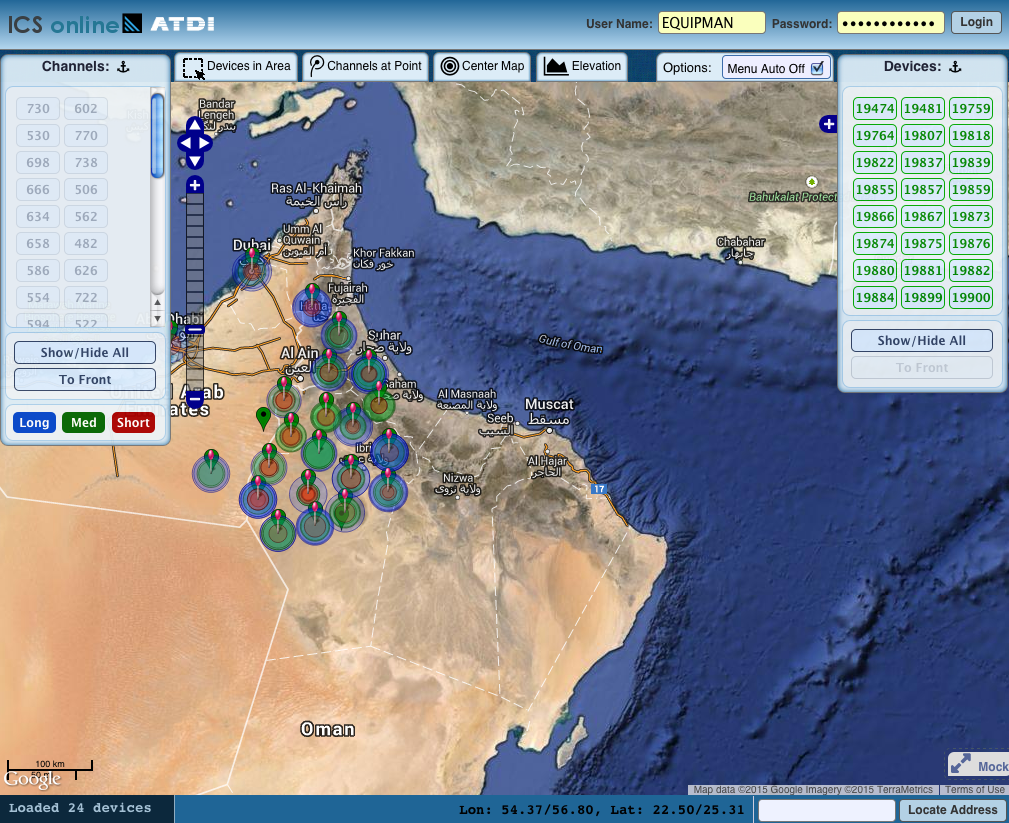 ICS online ATDI
User Name: EQUIPMAN Password: •••••••••••• Login
Channels:
Devices in Area
Channels at Point
Center Map
Elevation
Options: Menu Auto Off
Devices:
730 602
530 770
698 738
666 506
634 562
658 482
586 626
554 722
594 522
Show/Hide All
To Front
Long Med Short
19474 19481 19759
19764 19807 19818
19822 19837 19839
19855 19857 19859
19866 19867 19873
19874 19875 19876
19880 19881 19882
19884 19899 19900
Show/Hide All
To Front
Bandar
Lengeh
بندر لنگه
Ras Al-Khaimah
رأس الخيمة
Umm Al
Quwain
أم القيوين
Dubai
Khor Fakkan
خور فكان
Fujairah
الفجيرة
Bahukalat Protect
Chabahar
چابهار
Suhar
ولاية صحار
Gulf of Oman
Al Ain
العين
Saham
Al Masnaah
ولاية المصنعة
Muscat
مسقط
Seeb
السيب
Ibri
Al Hajar
الحاجر
Nizwa
ولاية نزوى
17
Oman
100 km
50 mi
Google
Mock
Map data ©2015 Google Imagery ©2015 TerraMetrics Terms of Use
Loaded 24 devices
Lon: 54.37/56.80, Lat: 22.50/25.31
Locate Address